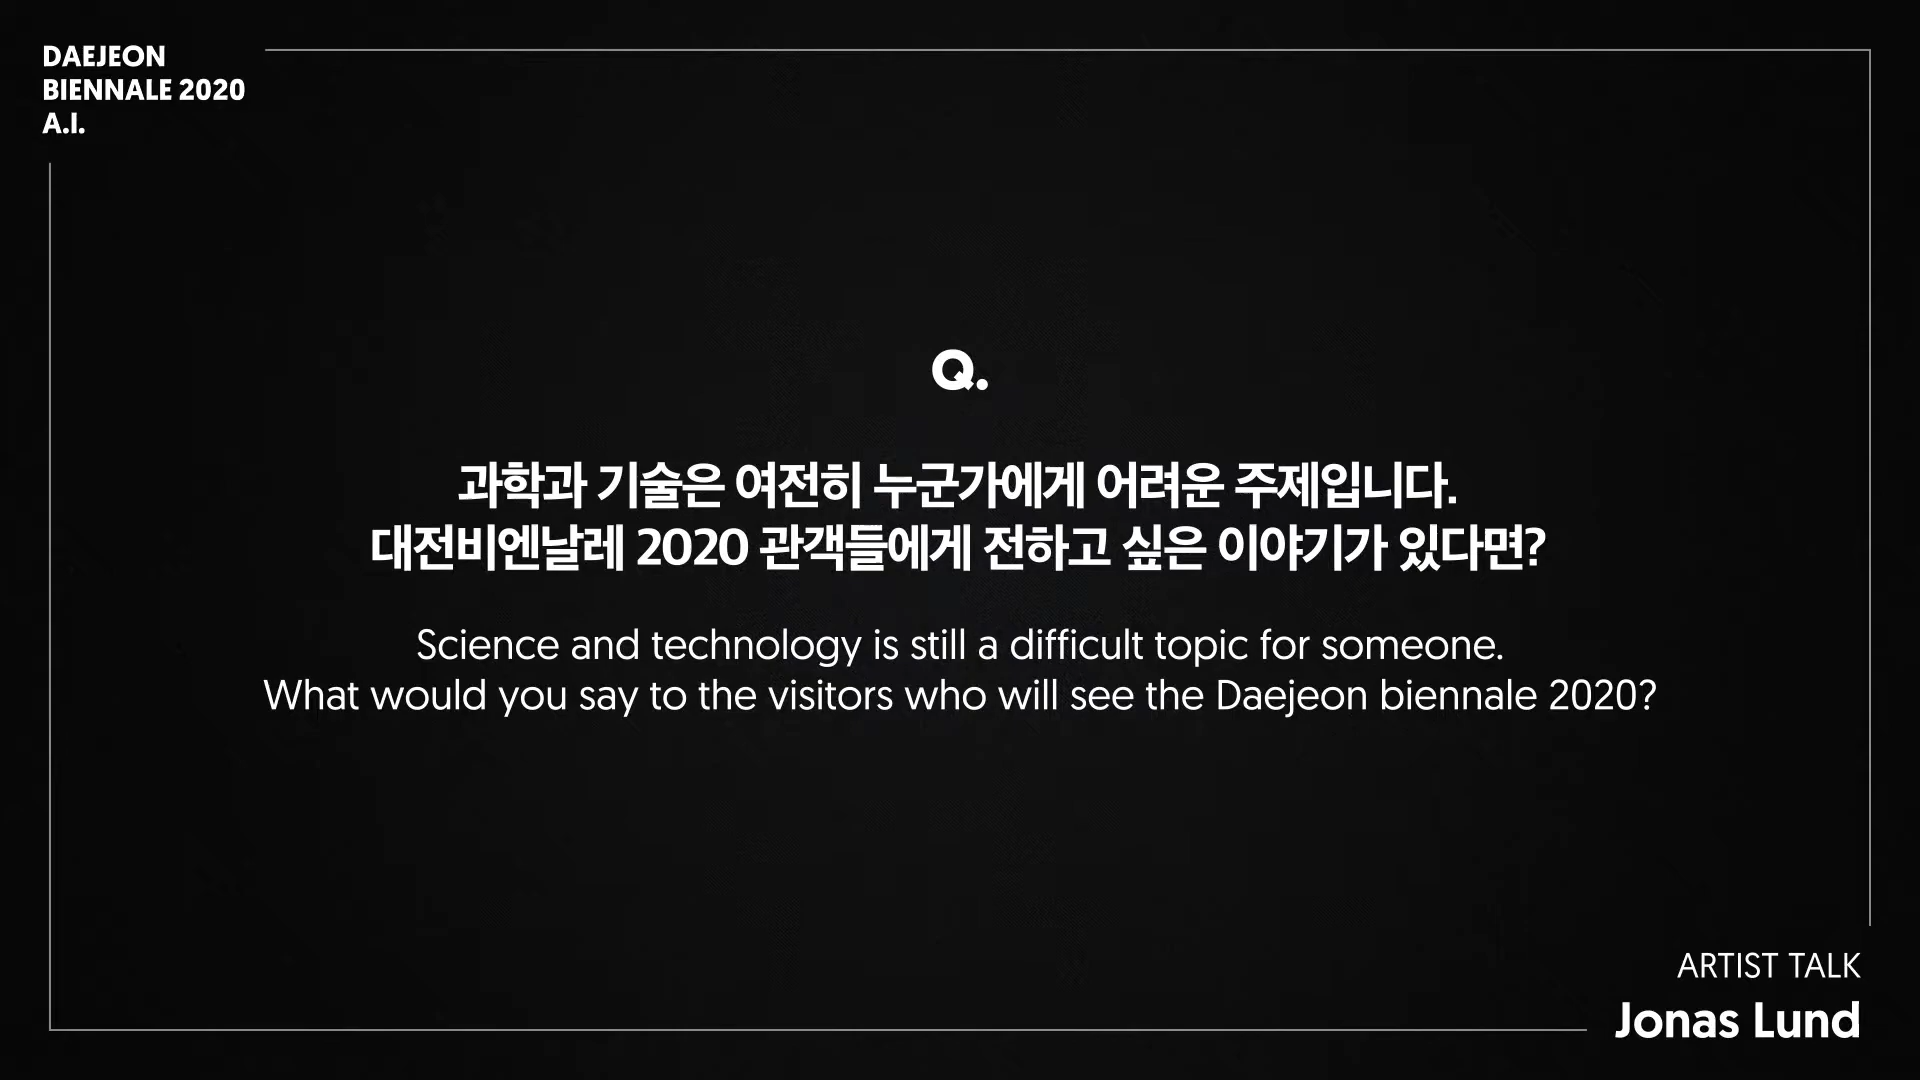 DAEJEON
BIENNALE 2020
A.I.
Q.
과학과 기술은 여전히 누군가에게 어려운 주제입니다.
대전비엔날레 2020 관객들에게 전하고 싶은 이야기가 있다면?
Science and technology is still a difficult topic for someone.
What would you say to the visitors who will see the Daejeon biennale 2020?
ARTIST TALK
Jonas Lund